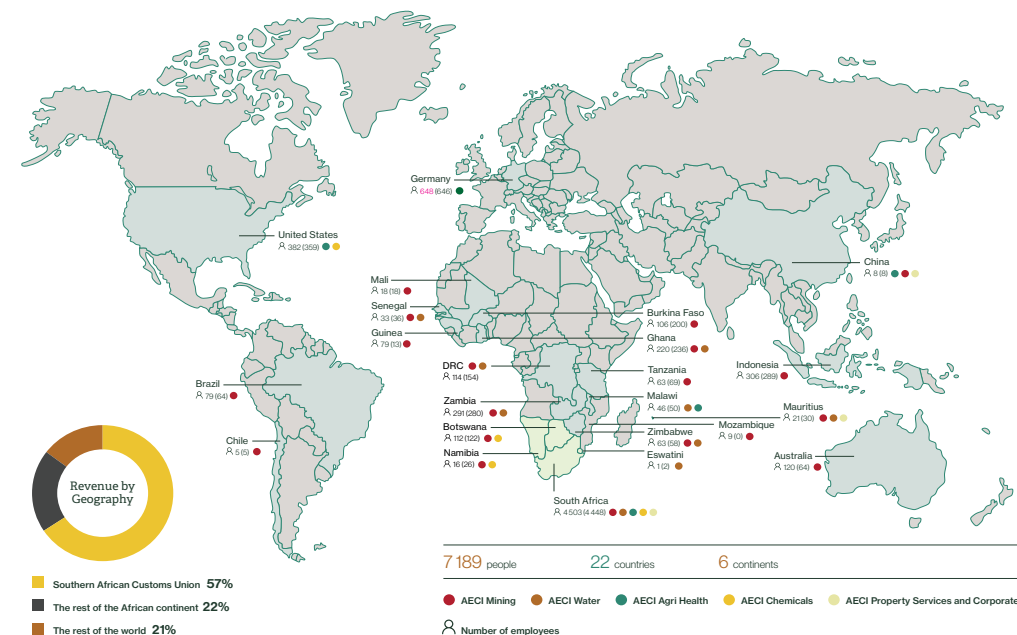 Germany
648 (646)
United States
382 (359)
China
8 (8)
Mali
18 (18)
Senegal
33 (36)
Guinea
79 (13)
Burkina Faso
106 (200)
Ghana
220 (236)
DRC
114 (154)
Tanzania
63 (69)
Indonesia
306 (289)
Brazil
79 (64)
Zambia
291 (280)
Malawi
46 (50)
Mauritius
21 (30)
Botswana
112 (122)
Mozambique
9 (0)
Zimbabwe
63 (58)
Chile
5 (5)
Namibia
16 (26)
Eswatini
1 (2)
Australia
120 (64)
South Africa
4 503 (4 448)
Revenue by
Geography
Southern African Customs Union 57%
The rest of the African continent 22%
The rest of the world 21%
7 189 people 22 countries 6 continents
AECI Mining AECI Water AECI Agri Health AECI Chemicals AECI Property Services and Corporate
Number of employees